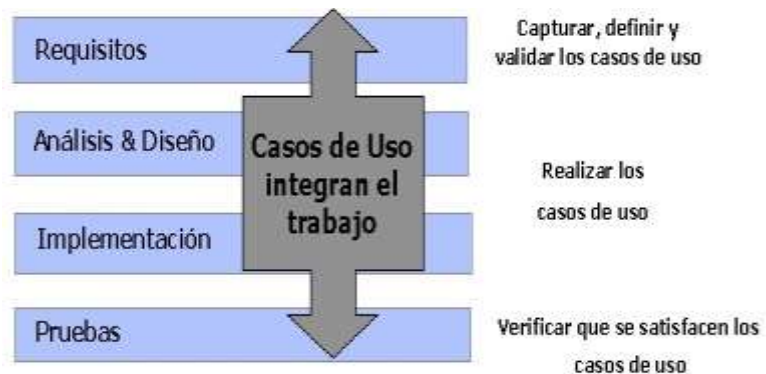 Requisitos
Capturar, definir y
validar los casos de uso
Análisis & Diseño
Casos de Uso
integran el
trabajo
Realizar los
casos de uso
Implementación
Pruebas
Verificar que se satisfacen los
casos de uso